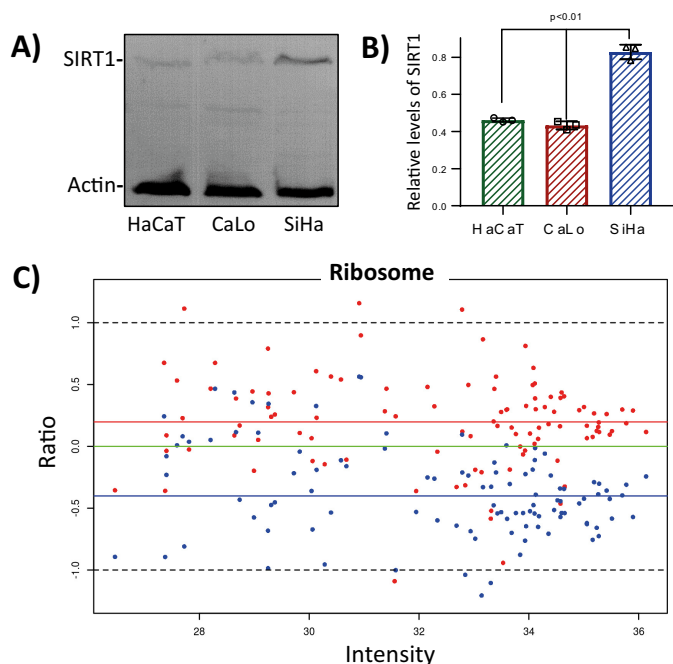 A)
SIRT1-
Actin-
HaCaT CaLo SiHa
B)
p<0.01
Relative levels of SIRT1
0.8
0.6
0.4
0.2
0.0
HaCaT CaLo SiHa
C)
Ribosome
Ratio
1.0
0.5
0.0
-0.5
-1.0
28 30 32 34 36
Intensity